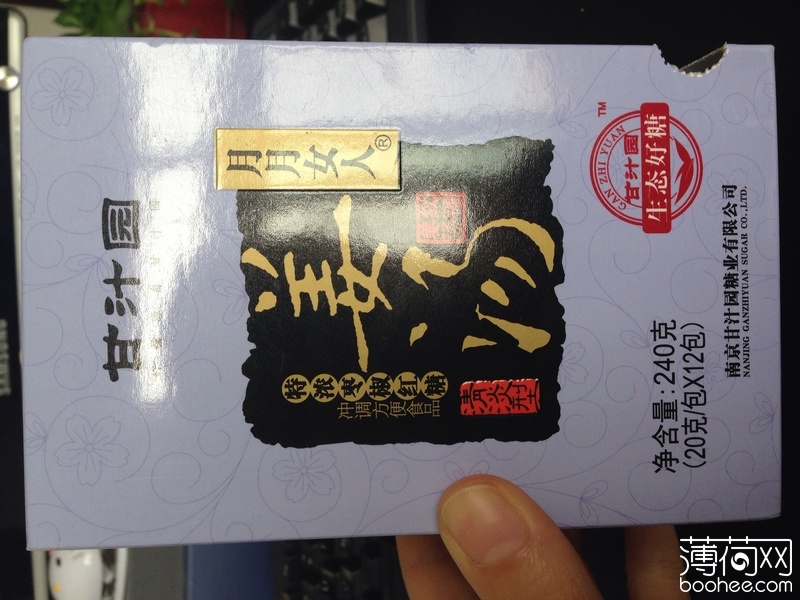 甘汁园
月月女人®
姜汤
特浓枣椒红糖
冲调方便食品
清淡型
TM
GAN ZHI YUAN
甘汁园
生态好糖
净含量:240克
(20克/包X12包)
南京甘汁园糖业有限公司
NANJING GANZHIYUAN SUGAR CO.,LTD.
薄荷网
boohee.com